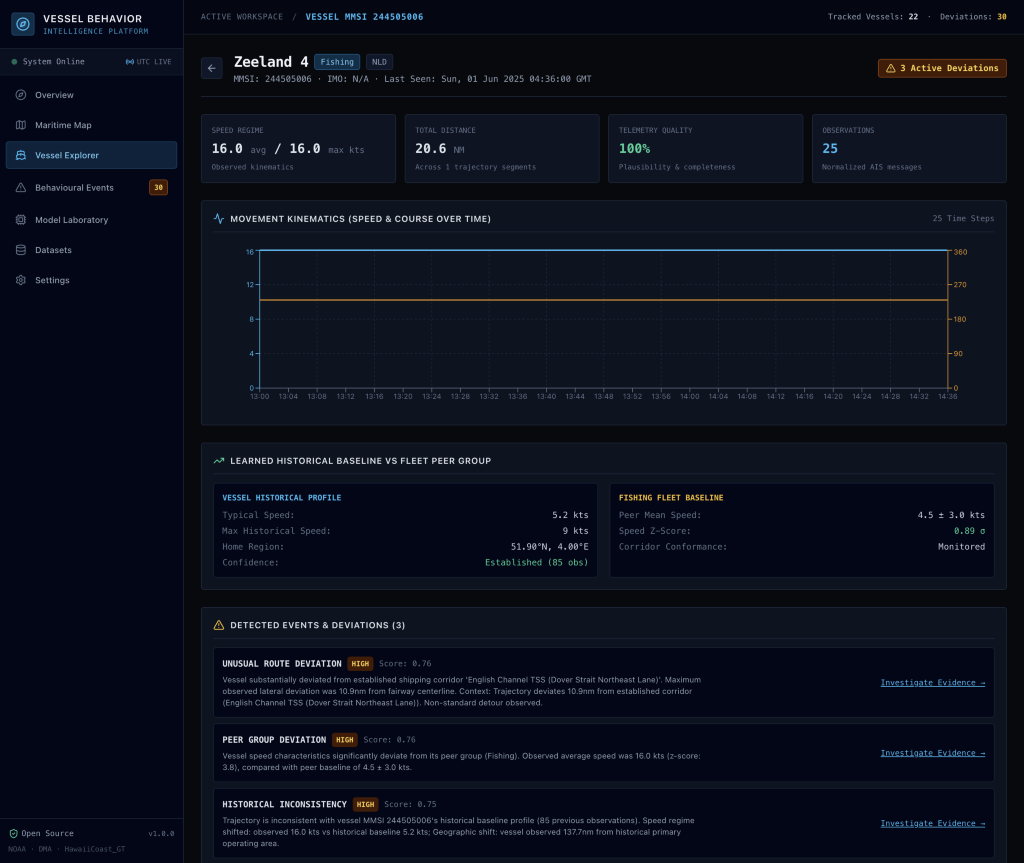 VESSEL BEHAVIOR
INTELLIGENCE PLATFORM
System Online
UTC LIVE
Overview
Maritime Map
Vessel Explorer
Behavioural Events 30
Model Laboratory
Datasets
Settings
Open Source v1.0.0
NOAA · DMA · HawaiiCoast_GT
ACTIVE WORKSPACE / VESSEL MMSI 244505006
Tracked Vessels: 22 · Deviations: 30
Zeeland 4 Fishing NLD
MMSI: 244505006 · IMO: N/A · Last Seen: Sun, 01 Jun 2025 04:36:00 GMT
3 Active Deviations
SPEED REGIME
16.0 avg / 16.0 max kts
Observed kinematics
TOTAL DISTANCE
20.6 NM
Across 1 trajectory segments
TELEMETRY QUALITY
100%
Plausibility & completeness
OBSERVATIONS
25
Normalized AIS messages
MOVEMENT KINEMATICS (SPEED & COURSE OVER TIME)
25 Time Steps
16 360
12 270
8 180
4 90
0 0
13:00 13:04 13:08 13:12 13:16 13:20 13:24 13:28 13:32 13:36 13:40 13:44 13:48 13:52 13:56 14:00 14:04 14:08 14:12 14:16 14:20 14:24 14:28 14:32 14:36
LEARNED HISTORICAL BASELINE VS FLEET PEER GROUP
VESSEL HISTORICAL PROFILE
Typical Speed: 5.2 kts
Max Historical Speed: 9 kts
Home Region: 51.90°N, 4.00°E
Confidence: Established (85 obs)
FISHING FLEET BASELINE
Peer Mean Speed: 4.5 ± 3.0 kts
Speed Z-Score: 0.89 σ
Corridor Conformance: Monitored
DETECTED EVENTS & DEVIATIONS (3)
UNUSUAL ROUTE DEVIATION HIGH Score: 0.76
Vessel substantially deviated from established shipping corridor 'English Channel TSS (Dover Strait Northeast Lane)'. Maximum
observed lateral deviation was 10.9nm from fairway centerline. Context: Trajectory deviates 10.9nm from established corridor
(English Channel TSS (Dover Strait Northeast Lane)). Non-standard detour observed.
Investigate Evidence →
PEER GROUP DEVIATION HIGH Score: 0.76
Vessel speed characteristics significantly deviate from its peer group (Fishing). Observed average speed was 16.0 kts (z-score:
3.8), compared with peer baseline of 4.5 ± 3.0 kts.
Investigate Evidence →
HISTORICAL INCONSISTENCY HIGH Score: 0.75
Trajectory is inconsistent with vessel MMSI 244505006's historical baseline profile (85 previous observations). Speed regime
shifted: observed 16.0 kts vs historical baseline 5.2 kts; Geographic shift: vessel observed 137.7nm from historical primary
operating area.
Investigate Evidence →